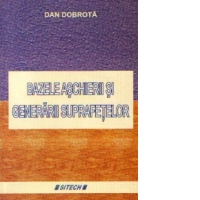 DAN DOBROTĂ
BAZELE AŞCHIERII ŞI
GENERĂRII SUPRAFEŢELOR
SITECH